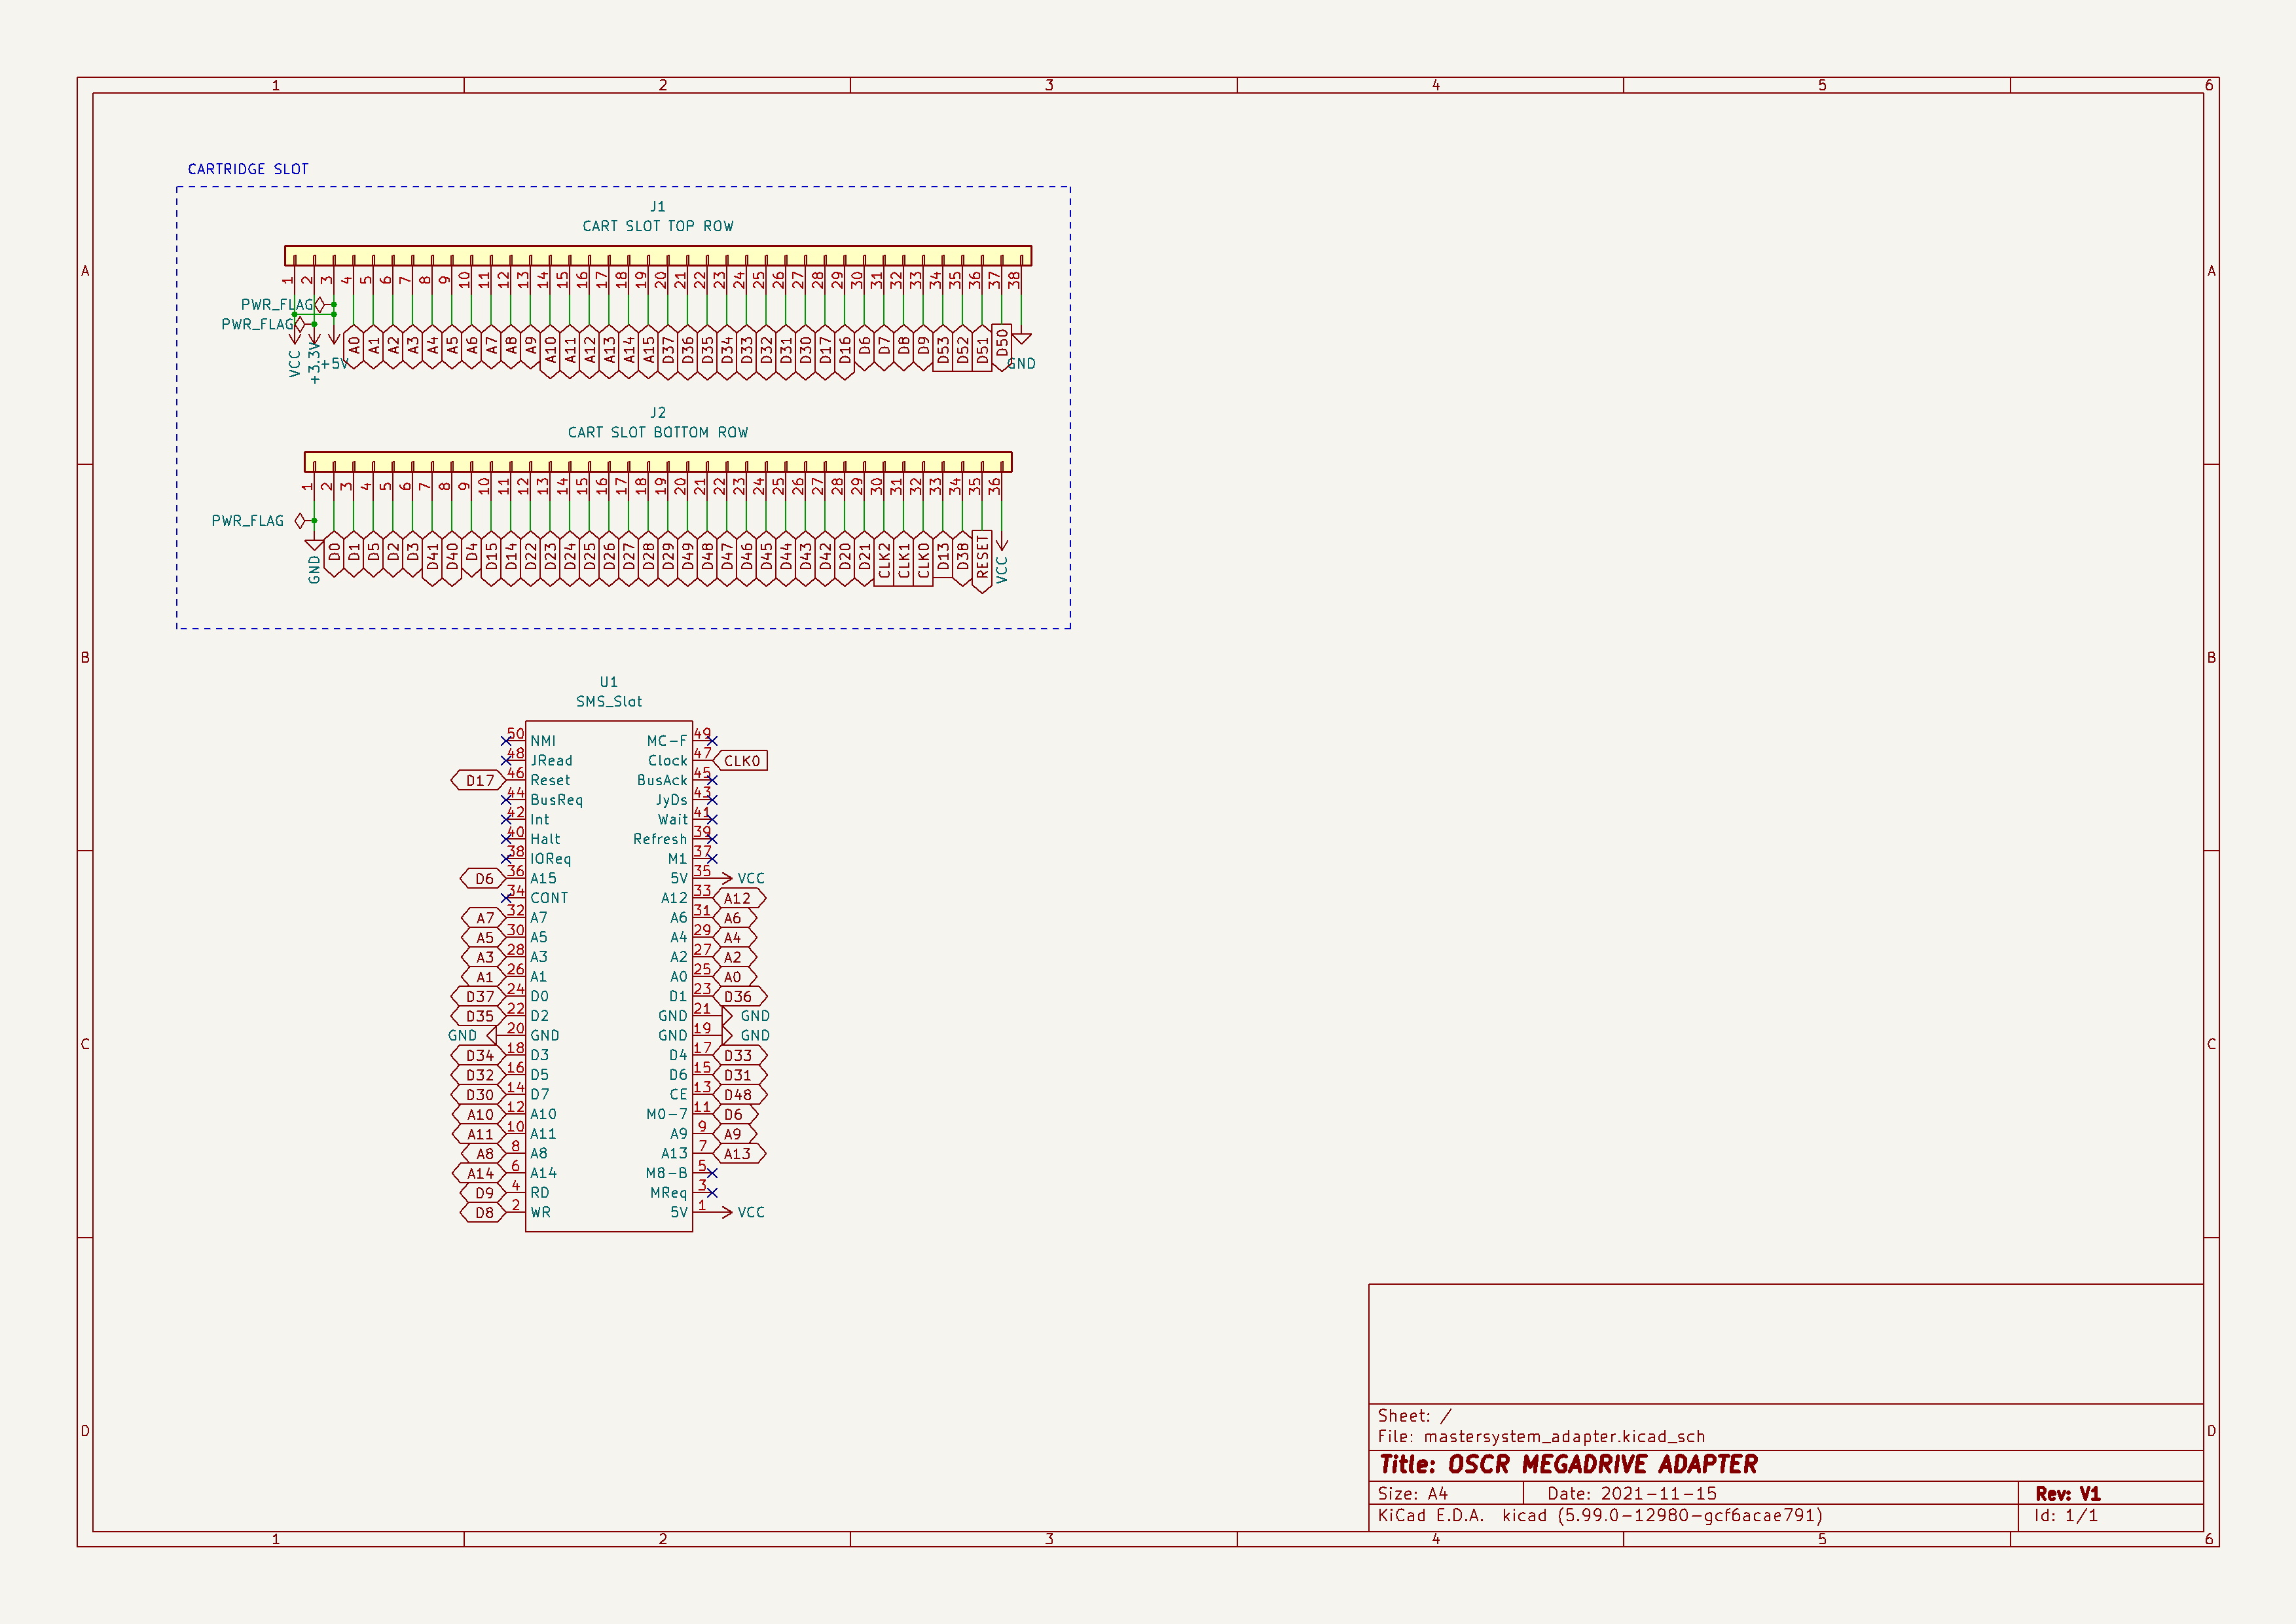 1 2 3 4 5 6
CARTRIDGE SLOT
J1
CART SLOT TOP ROW
A A
1 2 3 4 5 6 7 8 9 10 11 12 13 14 15 16 17 18 19 20 21 22 23 24 25 26 27 28 29 30 31 32 33 34 35 36 37 38
PWR_FLAG
PWR_FLAG
VCC +3.3V +5V A0 A1 A2 A3 A4 A5 A6 A7 A8 A9 A10 A11 A12 A13 A14 A15 D37 D36 D35 D34 D33 D32 D31 D30 D17 D16 D6 D7 D8 D9 D53 D52 D51 D50 GND
J2
CART SLOT BOTTOM ROW
1 2 3 4 5 6 7 8 9 10 11 12 13 14 15 16 17 18 19 20 21 22 23 24 25 26 27 28 29 30 31 32 33 34 35 36
PWR_FLAG
GND D0 D1 D5 D2 D3 D41 D40 D4 D15 D14 D22 D23 D24 D25 D26 D27 D28 D29 D49 D48 D47 D46 D45 D44 D43 D42 D20 D21 CLK2 CLK1 CLK0 D13 D38 RESET VCC
B B
U1
SMS_Slat
50 NMI MC-F 49
48 JRead Clock 47 CLK0
D17 46 Reset BusAck 45
44 BusReq JyDs 43
42 Int Wait 41
40 Halt Refresh 39
38 IOReq M1 37
D6 36 A15 5V 35 VCC
34 CONT A12 33 A12
A7 32 A7 A6 31 A6
A5 30 A5 A4 29 A4
A3 28 A3 A2 27 A2
A1 26 A1 A0 25 A0
D37 24 D0 D1 23 D36
D35 22 D2 GND 21 GND
GND 20 GND GND 19 GND
C C
D34 18 D3 D4 17 D33
D32 16 D5 D6 15 D31
D30 14 D7 CE 13 D48
A10 12 A10 M0-7 11 D6
A11 10 A11 A9 9 A9
A8 8 A8 A13 7 A13
A14 6 A14 M8-B 5
D9 4 RD MReq 3
D8 2 WR 5V 1 VCC
Sheet: /
File: mastersystem_adapter.kicad_sch
D D
Title: OSCR MEGADRIVE ADAPTER
Size: A4 Date: 2021-11-15 Rev: V1
KiCad E.D.A. kicad (5.99.0-12980-gcf6acae791) Id: 1/1
1 2 3 4 5 6